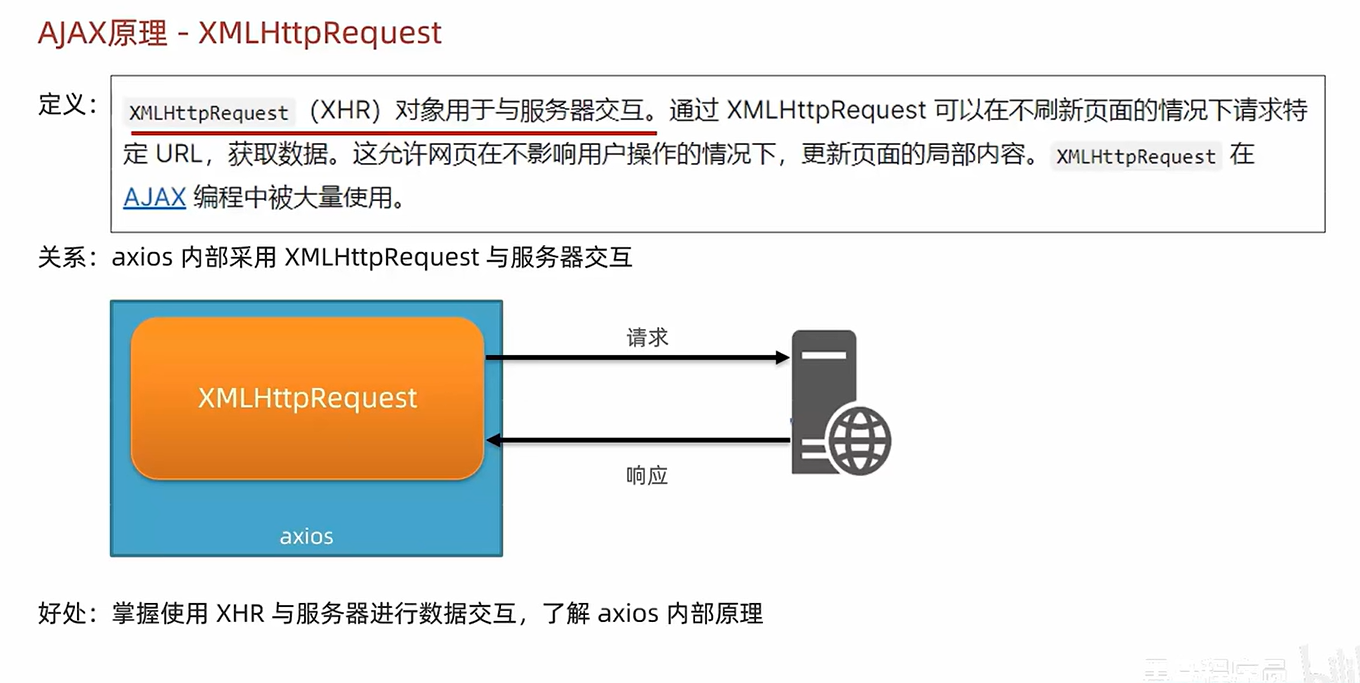 AJAX原理 - XMLHttpRequest
定义：
XMLHttpRequest（XHR）对象用于与服务器交互。通过 XMLHttpRequest 可以在不刷新页面的情况下请求特
定 URL，获取数据。这允许网页在不影响用户操作的情况下，更新页面的局部内容。XMLHttpRequest 在
AJAX 编程中被大量使用。
关系：axios 内部采用 XMLHttpRequest 与服务器交互
请求
XMLHttpRequest
响应
axios
好处：掌握使用 XHR 与服务器进行数据交互，了解 axios 内部原理